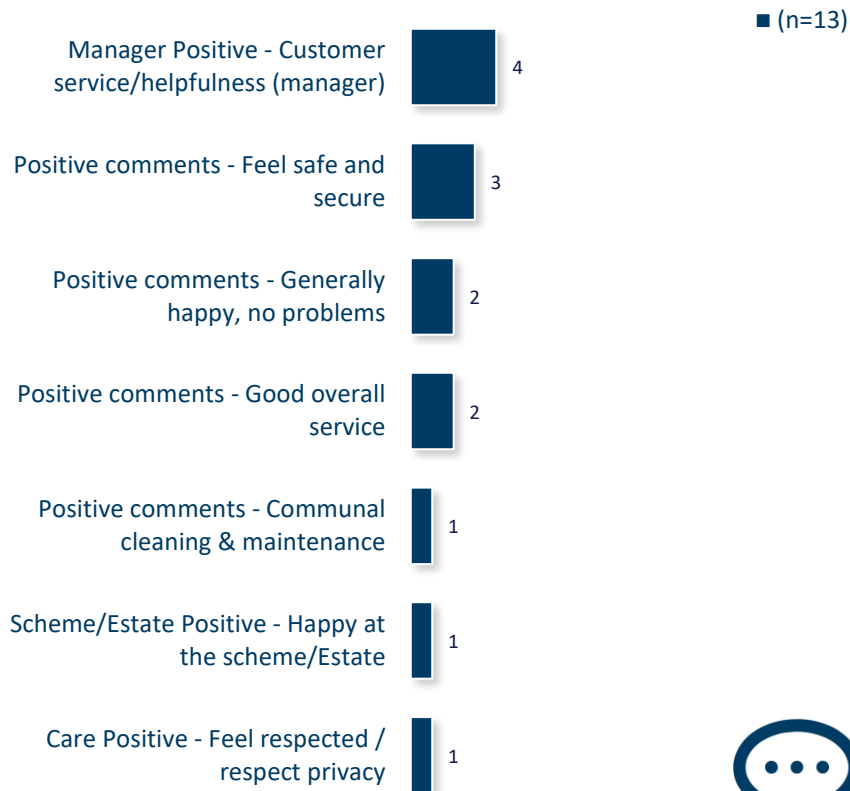 ■ (n=13)
Manager Positive - Customer
service/helpfulness (manager)
4
Positive comments - Feel safe and
secure
3
Positive comments - Generally
happy, no problems
2
Positive comments - Good overall
service
2
Positive comments - Communal
cleaning & maintenance
1
Scheme/Estate Positive - Happy at
the scheme/Estate
1
Care Positive - Feel respected /
respect privacy
1